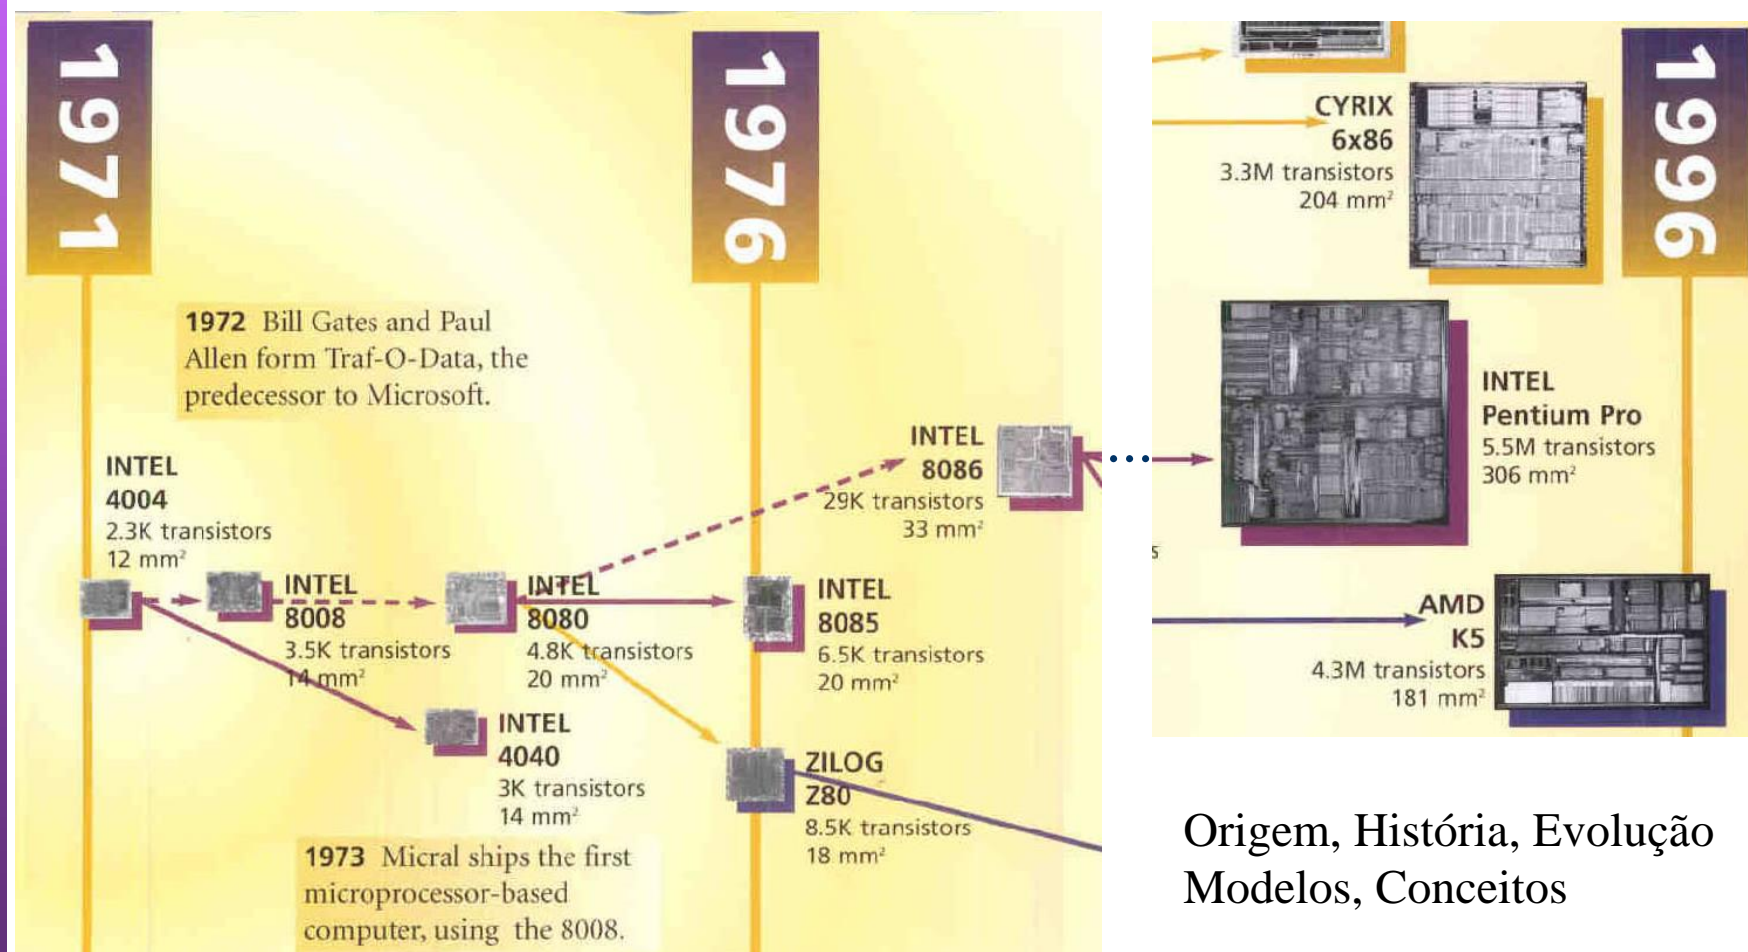 1971
1972 Bill Gates and Paul
Allen form Traf-O-Data, the
predecessor to Microsoft.
INTEL
4004
2.3K transistors
12 mm²
INTEL
8008
3.5K transistors
14 mm²
INTEL
4040
3K transistors
14 mm²
1973 Micral ships the first
microprocessor-based
computer, using the 8008.
INTEL
8080
4.8K transistors
20 mm²
1976
INTEL
8086
29K transistors
33 mm²
INTEL
8085
6.5K transistors
20 mm²
ZILOG
Z80
8.5K transistors
18 mm²
...
s
CYRIX
6x86
3.3M transistors
204 mm²
1996
INTEL
Pentium Pro
5.5M transistors
306 mm²
AMD
K5
4.3M transistors
181 mm²
Origem, História, Evolução
Modelos, Conceitos